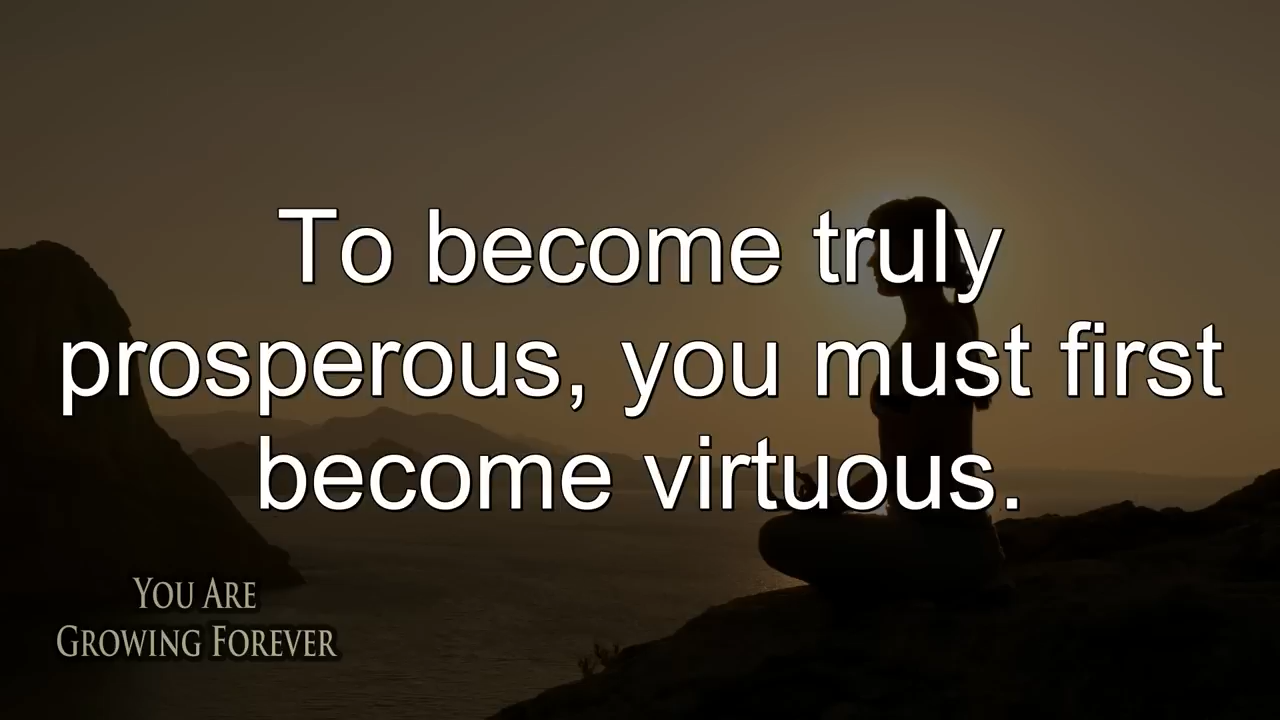 To become truly
prosperous, you must first
become virtuous.
You Are
Growing Forever